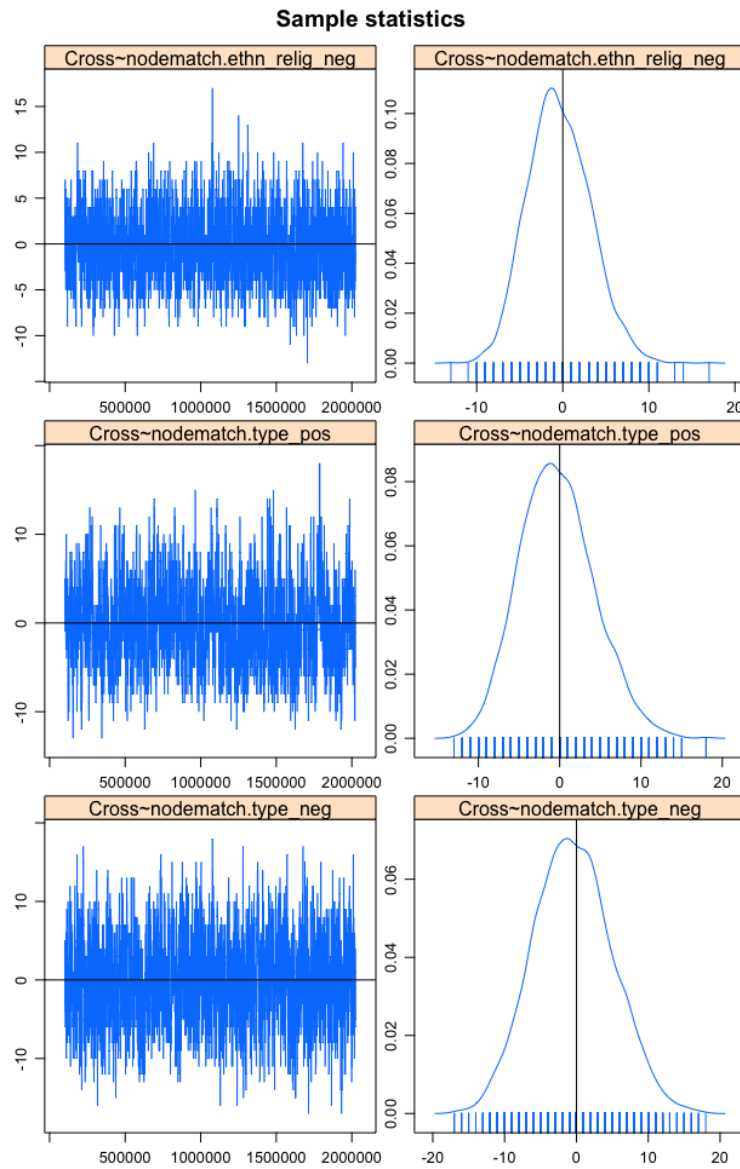 Sample statistics
Cross~nodematch.ethn_relig_neg
Cross~nodematch.ethn_relig_neg
15
10
5
0
-5
-10
500000 1000000 1500000 2000000
0.10
0.08
0.06
0.04
0.02
0.00
-10 0 10 20
Cross~nodematch.type_pos
Cross~nodematch.type_pos
10
0
-10
500000 1000000 1500000 2000000
0.08
0.06
0.04
0.02
0.00
-10 0 10 20
Cross~nodematch.type_neg
Cross~nodematch.type_neg
10
0
-10
500000 1000000 1500000 2000000
0.06
0.04
0.02
0.00
-20 -10 0 10 20